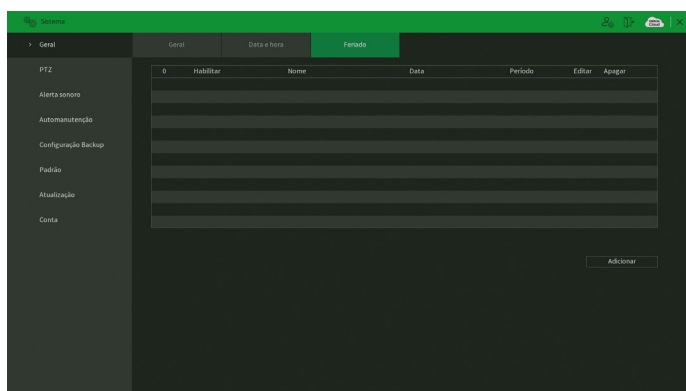 Sistema
Geral
PTZ
Alerta sonoro
Automanutenção
Configuração Backup
Padrão
Atualização
Conta
Geral Data e hora Feriado
0 Habilitar Nome Data Período Editar Apagar
Adicionar